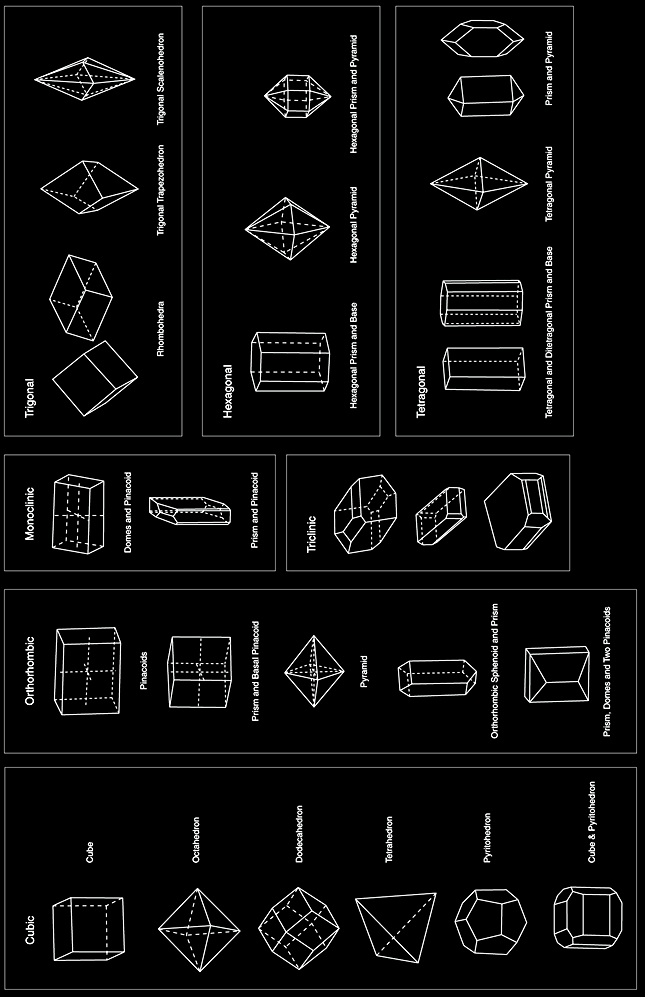 Cubic
Cube
Octahedron
Dodecahedron
Tetrahedron
Pyritohedron
Cube & Pyritohedron
Orthorhombic
Pinacoids
Prism and Basal Pinacoid
Pyramid
Orthorhombic Sphenoid and Prism
Prism, Domes and Two Pinacoids
Monoclinic
Domes and Pinacoid
Prism and Pinacoid
Triclinic
Trigonal
Rhombohedra
Trigonal Trapezohedron
Trigonal Scalenohedron
Hexagonal
Hexagonal Prism and Base
Hexagonal Pyramid
Hexagonal Prism and Pyramid
Tetragonal
Tetragonal and Ditetragonal Prism and Base
Tetragonal Pyramid
Prism and Pyramid